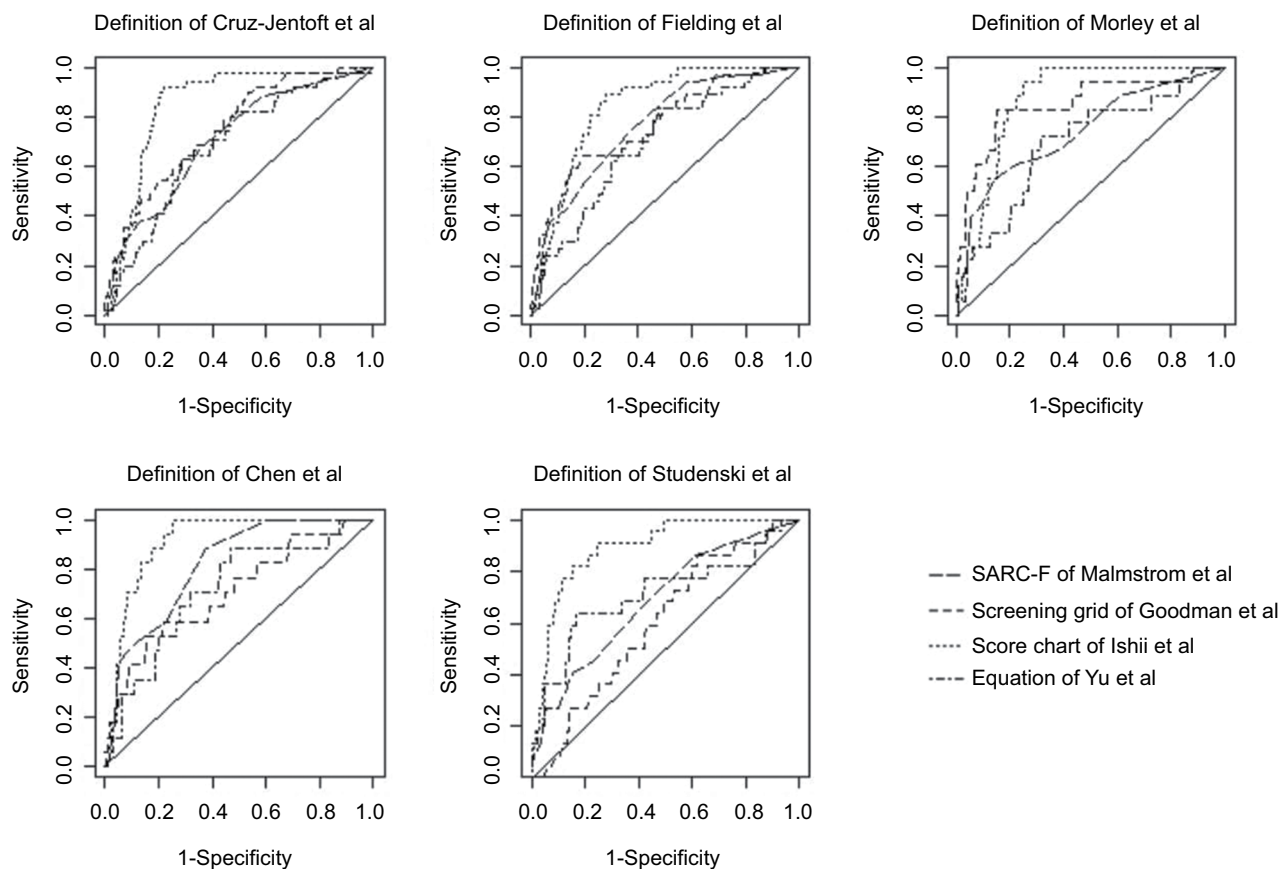 Definition of Cruz-Jentoft et al
Sensitivity
0.0 0.2 0.4 0.6 0.8 1.0
0.0 0.2 0.4 0.6 0.8 1.0
1-Specificity
Definition of Fielding et al
Sensitivity
0.0 0.2 0.4 0.6 0.8 1.0
0.0 0.2 0.4 0.6 0.8 1.0
1-Specificity
Definition of Morley et al
Sensitivity
0.0 0.2 0.4 0.6 0.8 1.0
0.0 0.2 0.4 0.6 0.8 1.0
1-Specificity
Definition of Chen et al
Sensitivity
0.0 0.2 0.4 0.6 0.8 1.0
0.0 0.2 0.4 0.6 0.8 1.0
1-Specificity
Definition of Studenski et al
Sensitivity
0.0 0.2 0.4 0.6 0.8 1.0
0.0 0.2 0.4 0.6 0.8 1.0
1-Specificity
SARC-F of Malmstrom et al
Screening grid of Goodman et al
Score chart of Ishii et al
Equation of Yu et al